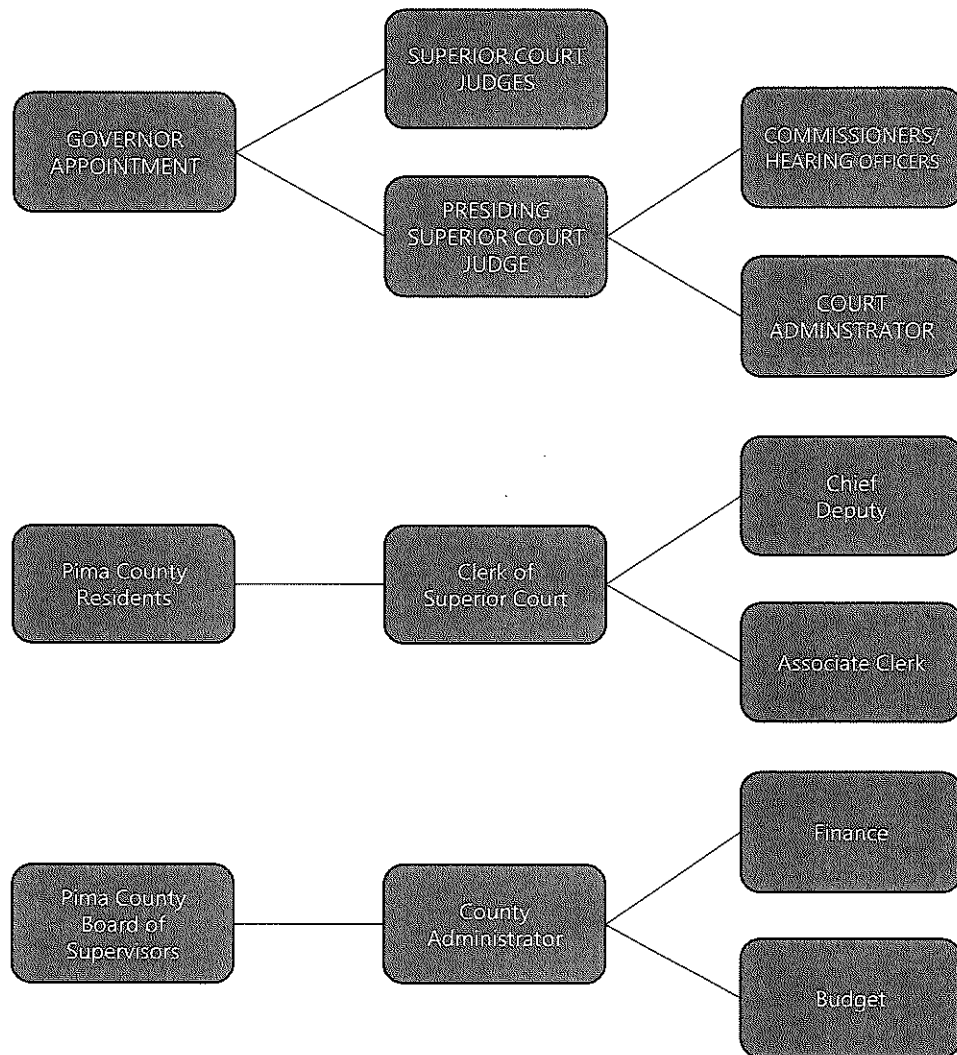 SUPERIOR COURT
JUDGES
GOVERNOR
APPOINTMENT
COMMISSIONERS/
HEARING OFFICERS
PRESIDING
SUPERIOR COURT
JUDGE
COURT
ADMINSTRATOR
Chief
Deputy
Pima County
Residents
Clerk of
Superior Court
Associate Clerk
Finance
Pima County
Board of
Supervisors
County
Administrator
Budget